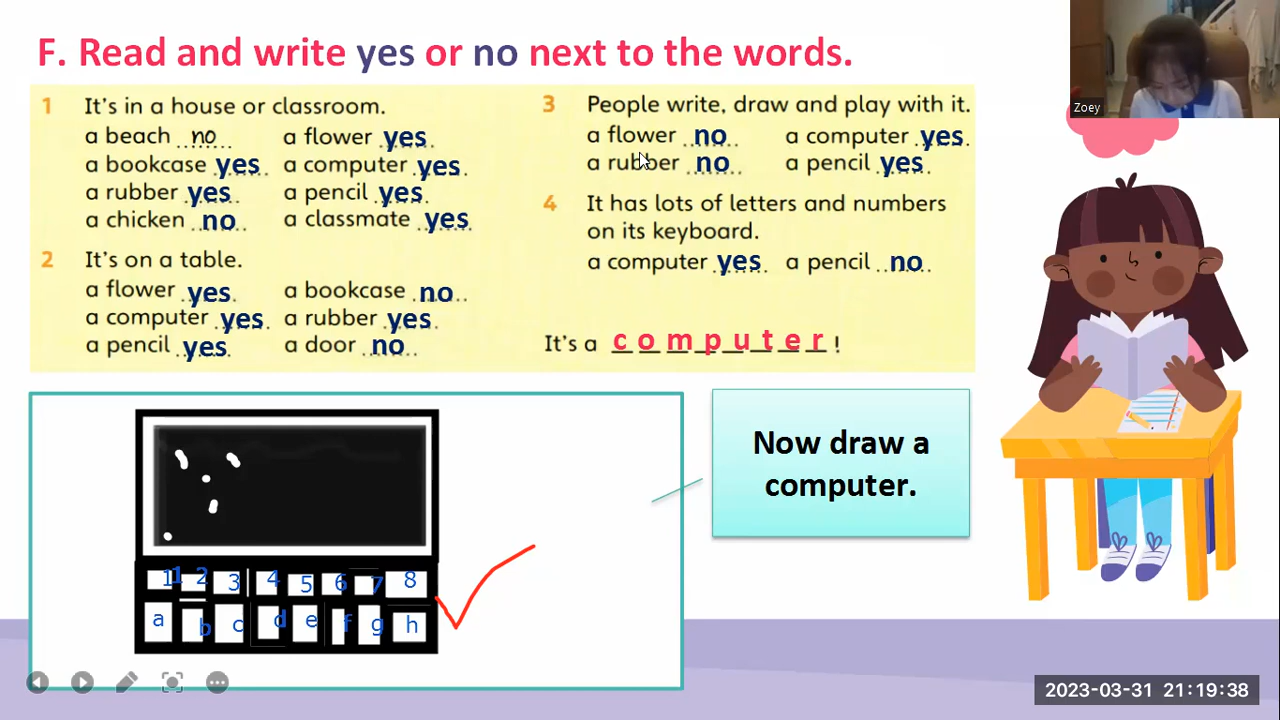 F. Read and write yes or no next to the words.
Zoey
1 It's in a house or classroom.
a beach no a flower yes
a bookcase yes a computer yes
a rubber yes a pencil yes
a chicken no a classmate yes
2 It's on a table.
a flower yes a bookcase no
a computer yes a rubber yes
a pencil yes a door no
3 People write, draw and play with it.
a flower no a computer yes
a rubber no a pencil yes
4 It has lots of letters and numbers
on its keyboard.
a computer yes a pencil no
It's a computer!
Now draw a
computer.
1 1 2 3 4 5 6 7 8
a b c d e f g h
2023-03-31 21:19:38